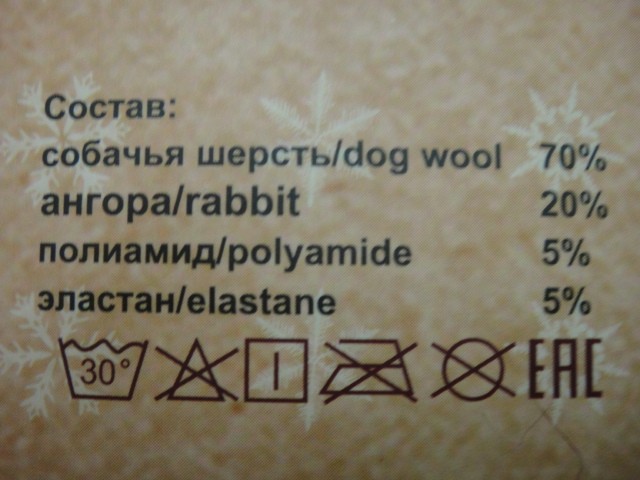 Состав:
собачья шерсть/dog wool 70%
ангора/rabbit 20%
полиамид/polyamide 5%
эластан/elastane 5%
30° EAC